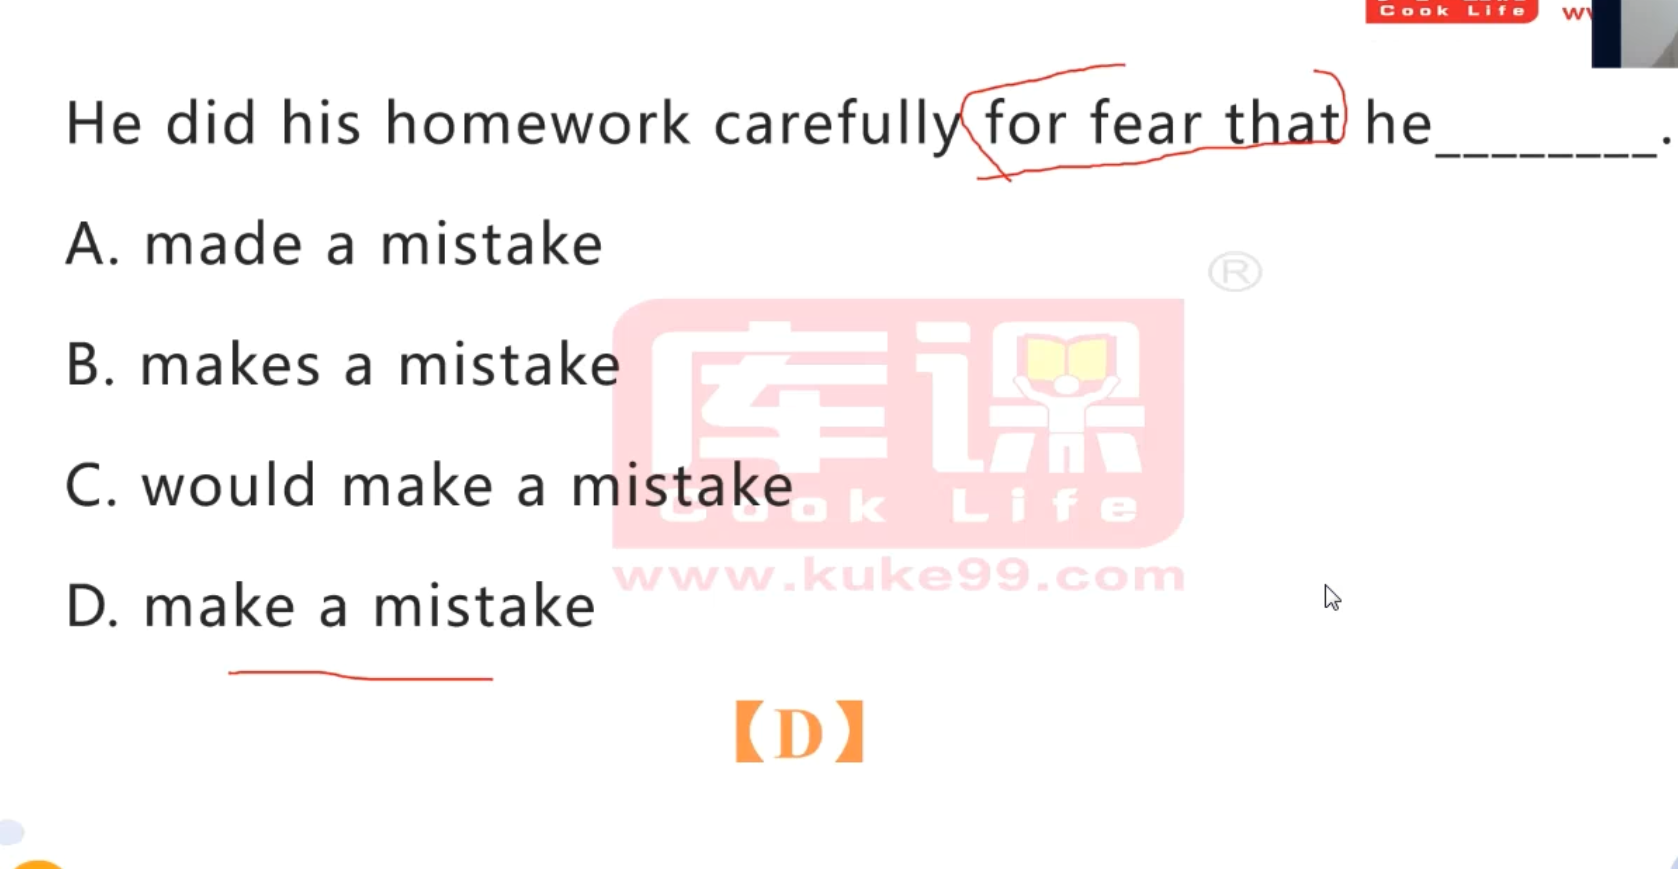 Cook Life
He did his homework carefully for fear that he________.
A. made a mistake
®
B. makes a mistake
库课
C. would make a mistake
Cook Life
www.kuke99.com
D. make a mistake
【D】